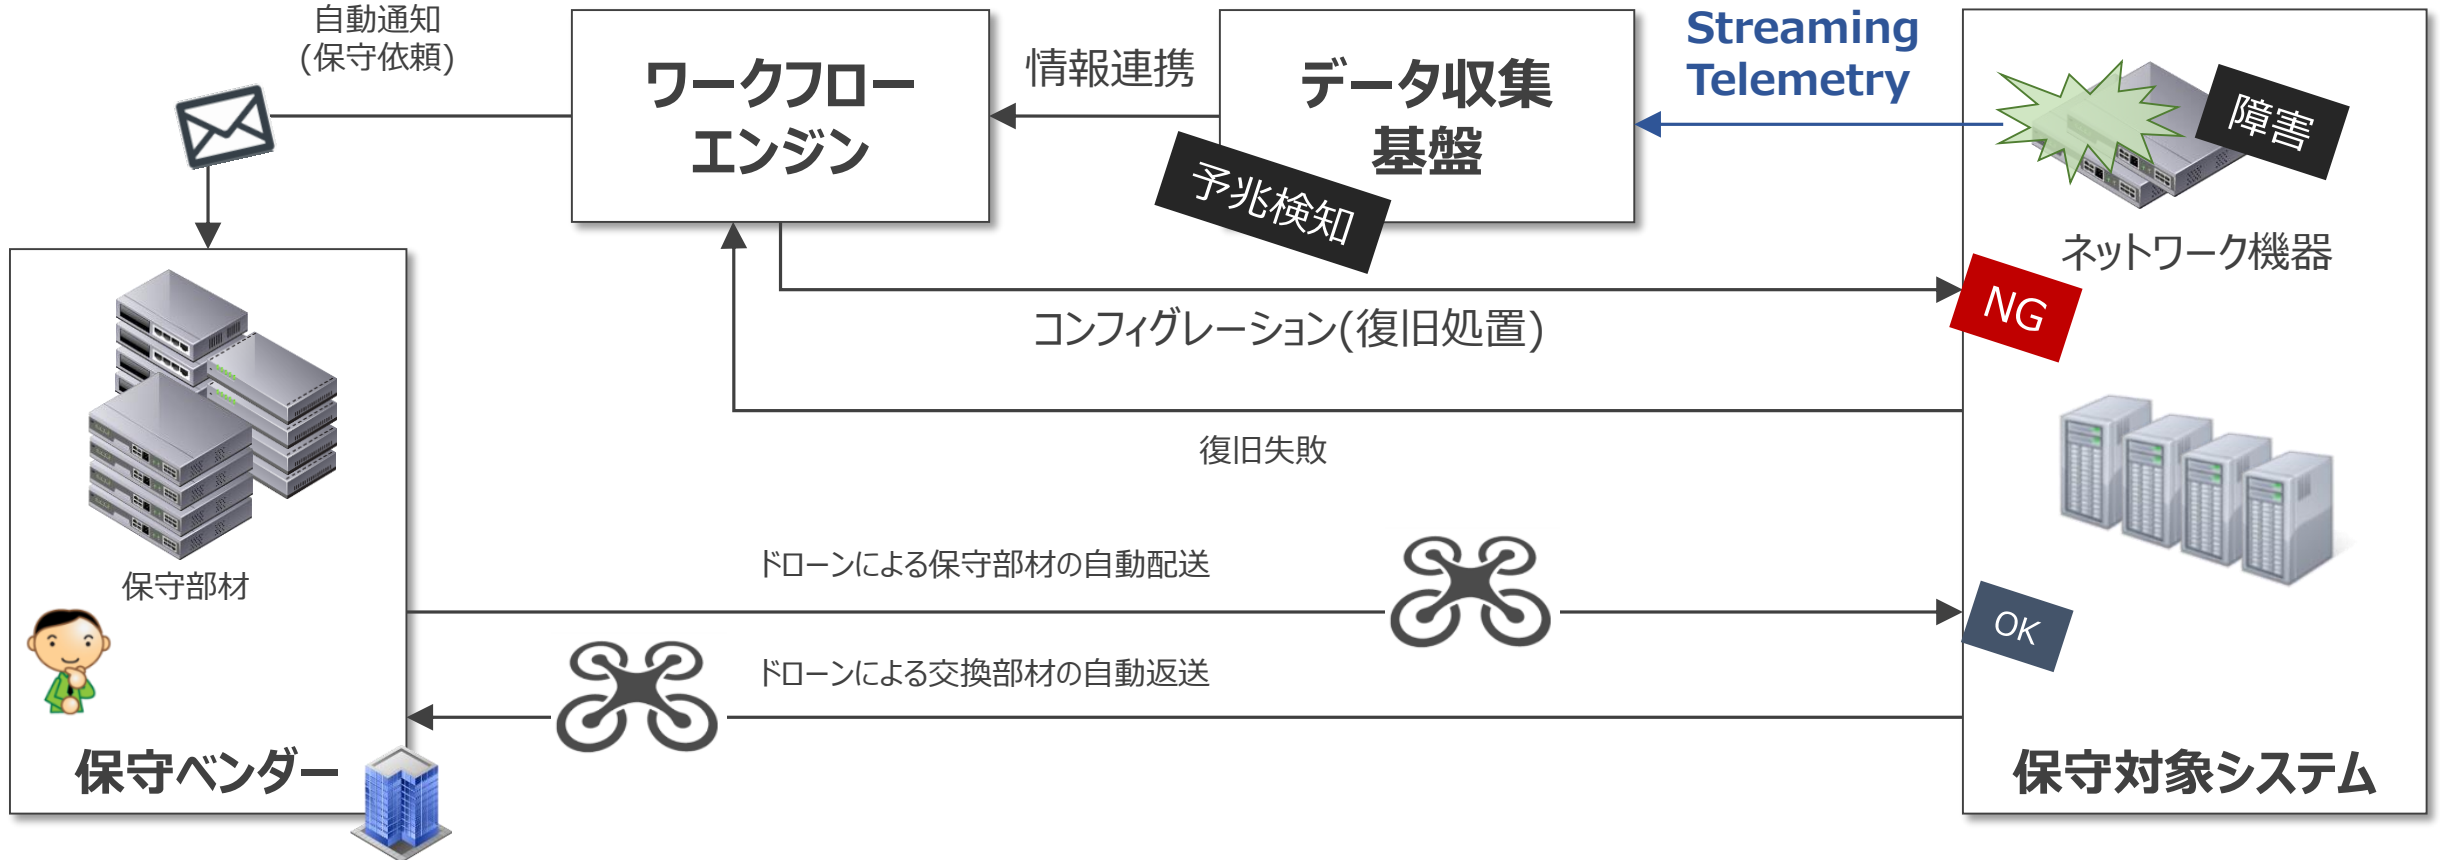 自動通知
(保守依頼)
ワークフロー
エンジン
情報連携
データ収集
基盤
予兆検知
Streaming
Telemetry
障害
ネットワーク機器
NG
コンフィグレーション(復旧処置)
復旧失敗
保守部材
ドローンによる保守部材の自動配送
OK
ドローンによる交換部材の自動返送
保守ベンダー
保守対象システム